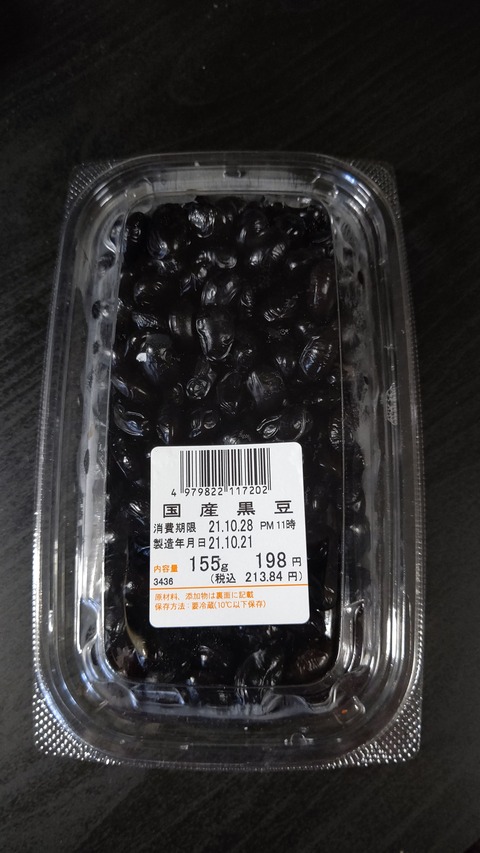 4 979822 117202
国産黒豆
消費期限 21.10.28 PM 11時
製造年月日 21.10.21
内容量 155g 198円
3436 (税込 213.84円)
原材料、添加物は裏面に記載
保存方法:要冷蔵(10℃以下保存)